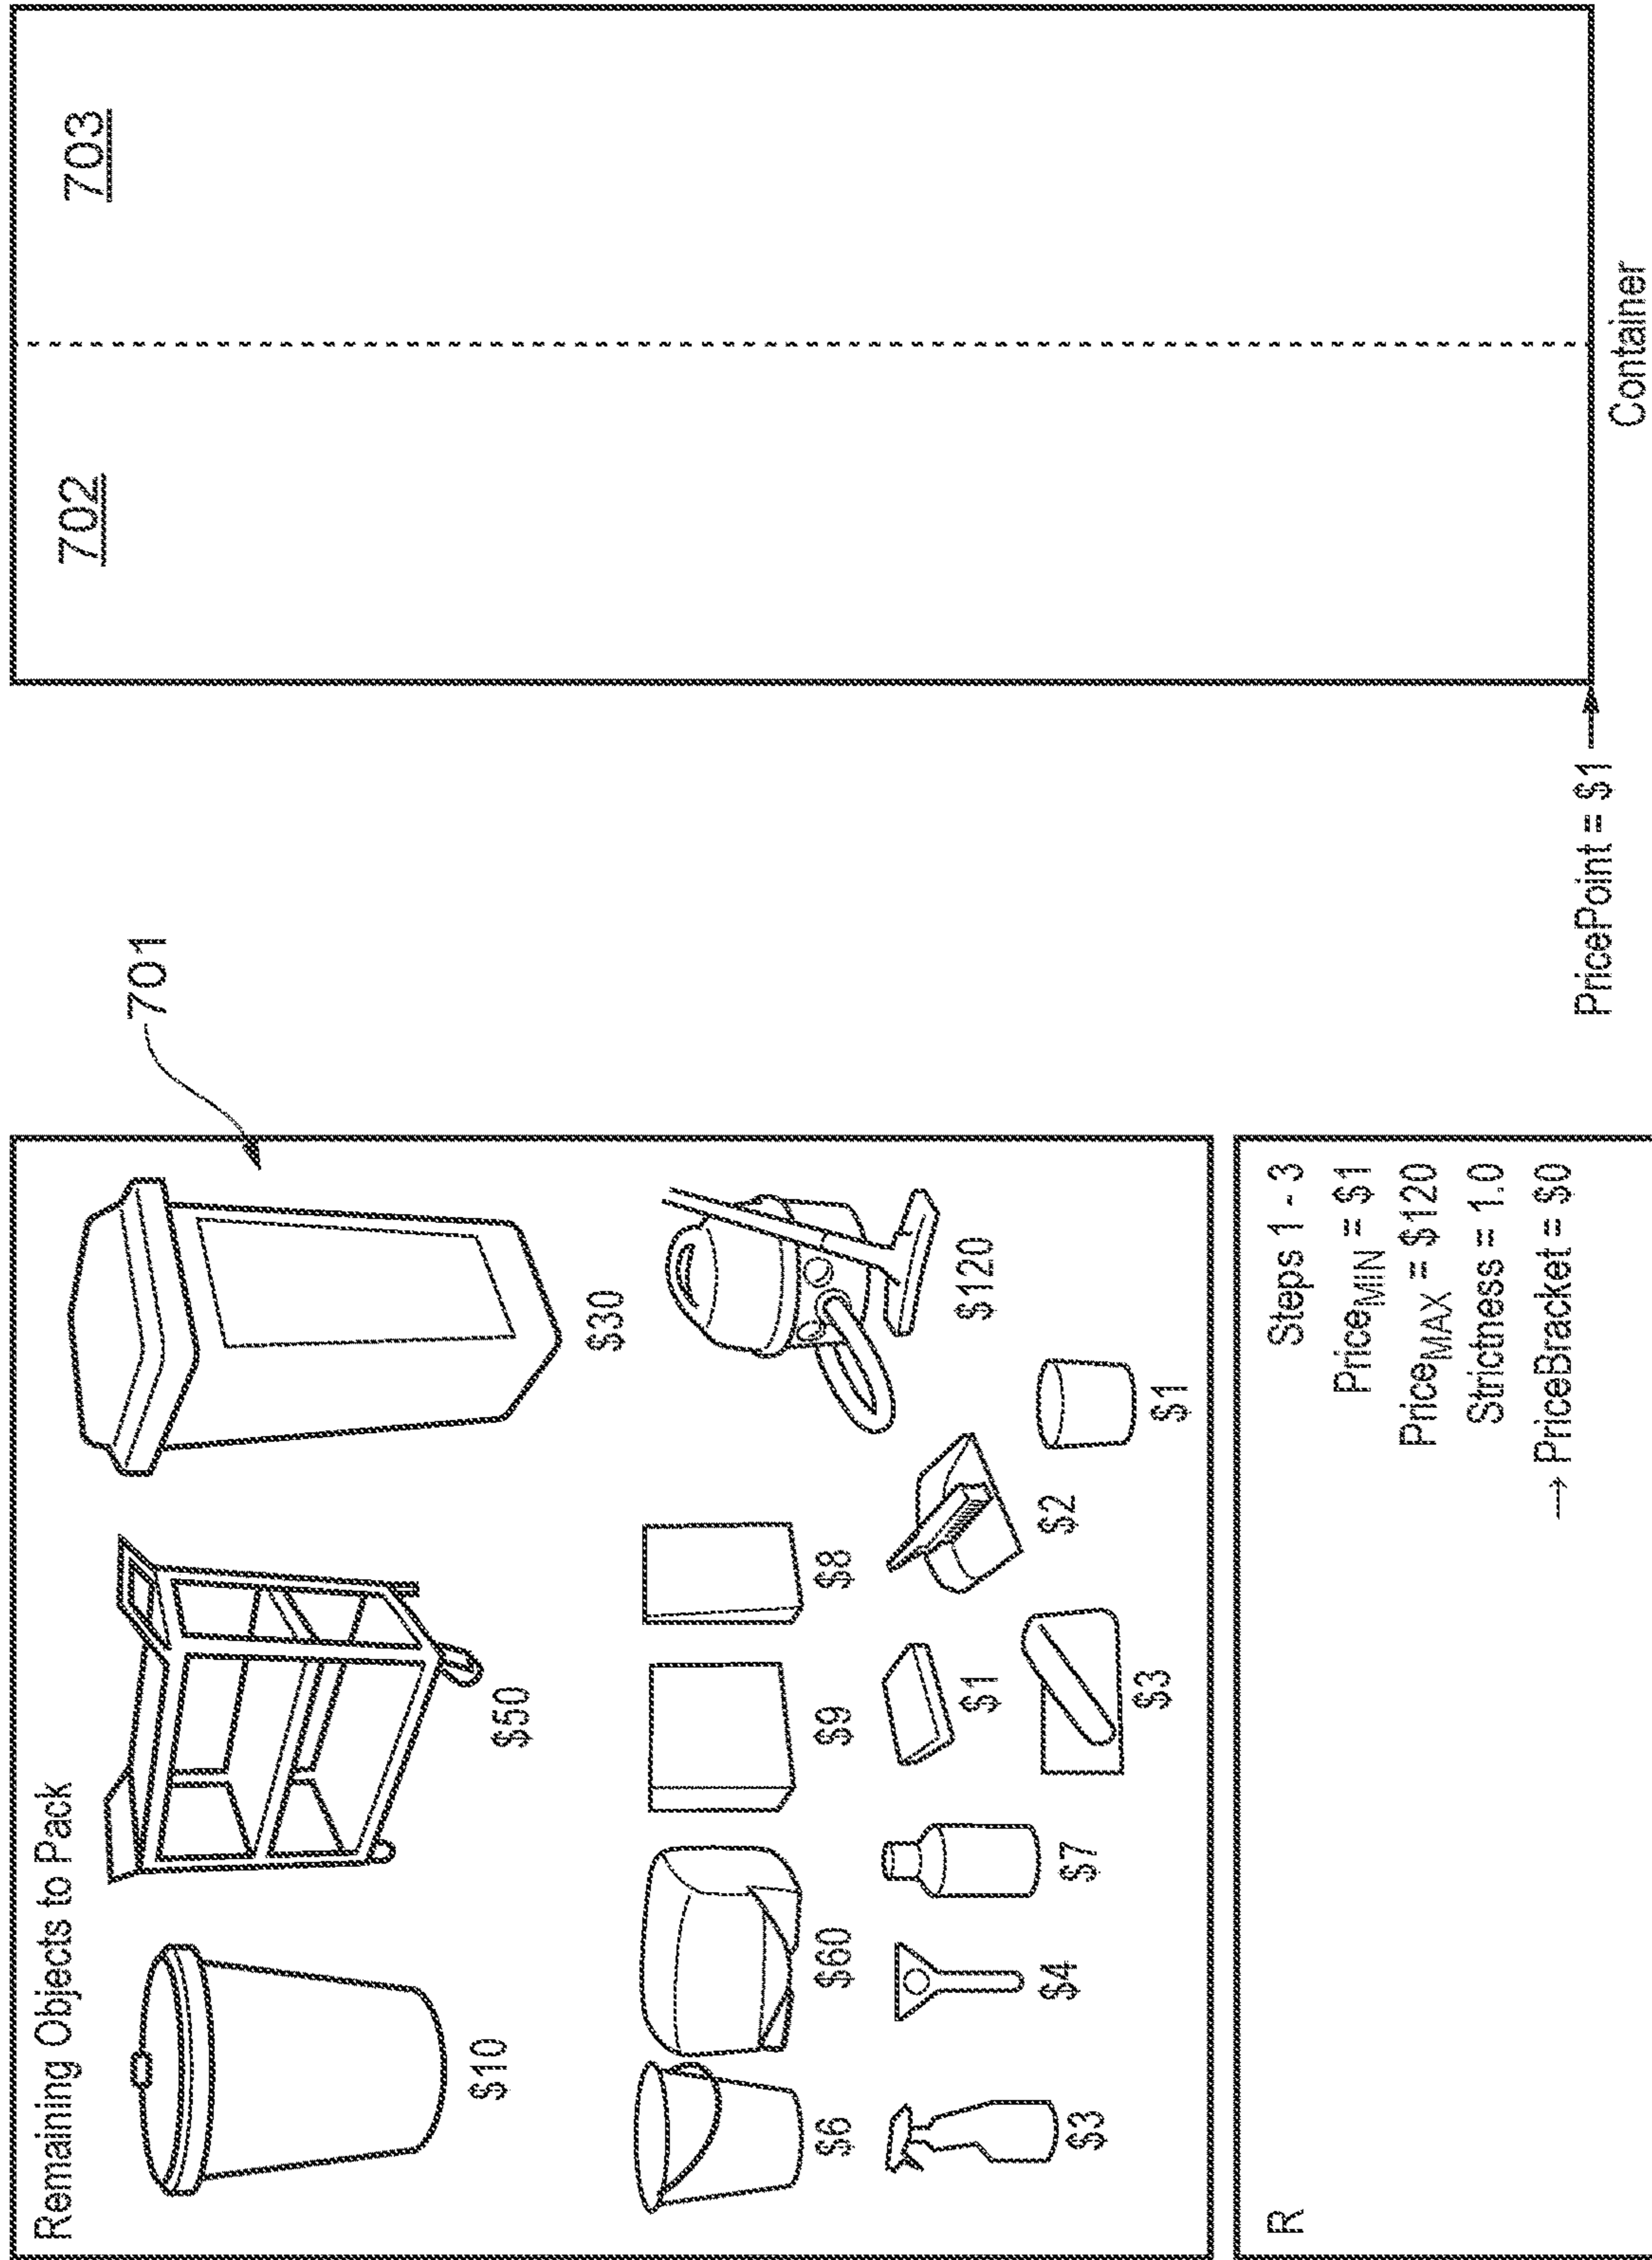 Remaining Objects to Pack
701
$10
$50
$30
$6
$60
$9
$8
$120
$3
$4
$7
$1
$2
$3
$1
R
Steps 1 - 3
PriceMIN = $1
PriceMAX = $120
Strictness = 1.0
→ PriceBracket = $0
702
703
PricePoint = $1
Container